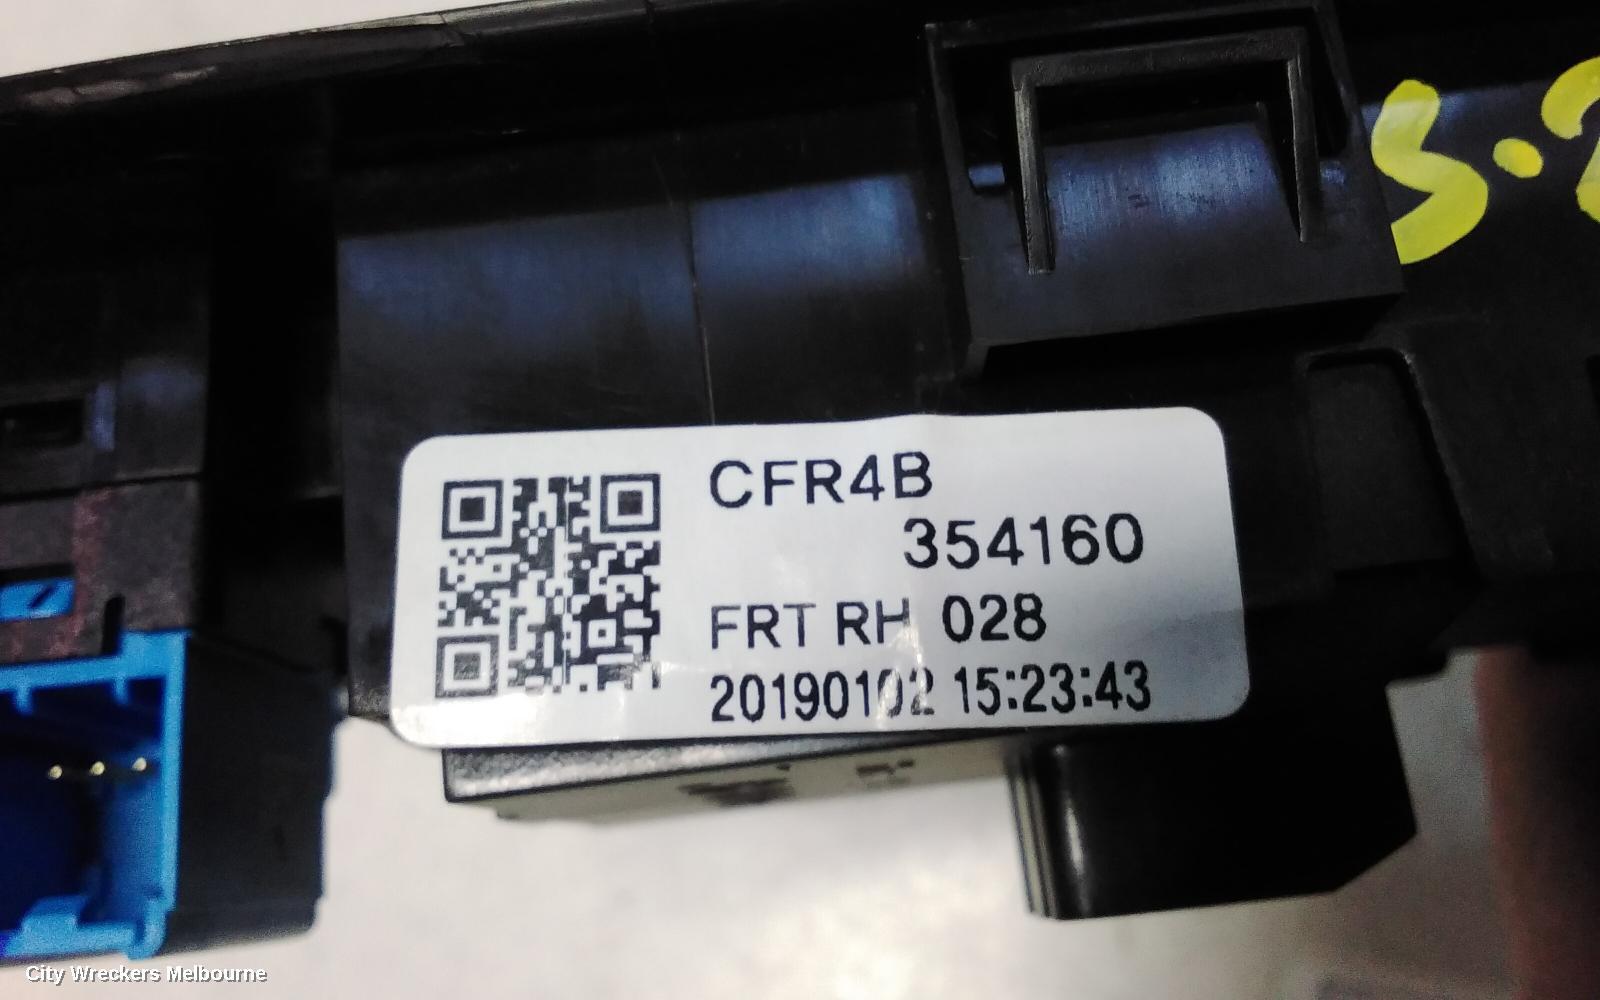 CFR4B
354160
FRT RH 028
20190102 15:23:43
City Wreckers Melbourne